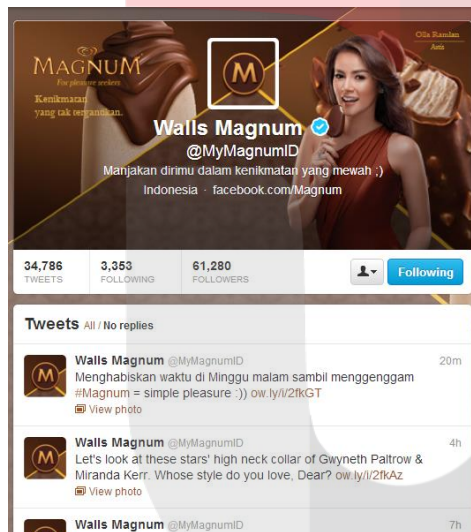 MAGNUM
For pleasure seekers
Kenikmatan
yang tak tergantikan.
Olla Ramlan
Artis
M
Walls Magnum
@MyMagnumID
Manjakan dirimu dalam kenikmatan yang mewah ;)
Indonesia · facebook.com/Magnum
34,786 3,353 61,280
TWEETS FOLLOWING FOLLOWERS
Following
Tweets All / No replies
M
Walls Magnum @MyMagnumID 20m
Menghabiskan waktu di Minggu malam sambil menggenggam
#Magnum = simple pleasure :)) ow.ly/i/2fkGT
View photo
M
Walls Magnum @MyMagnumID 4h
Let's look at these stars' high neck collar of Gwyneth Paltrow &
Miranda Kerr. Whose style do you love, Dear? ow.ly/i/2fkAz
View photo
Walls Magnum @MyMagnumID 7h